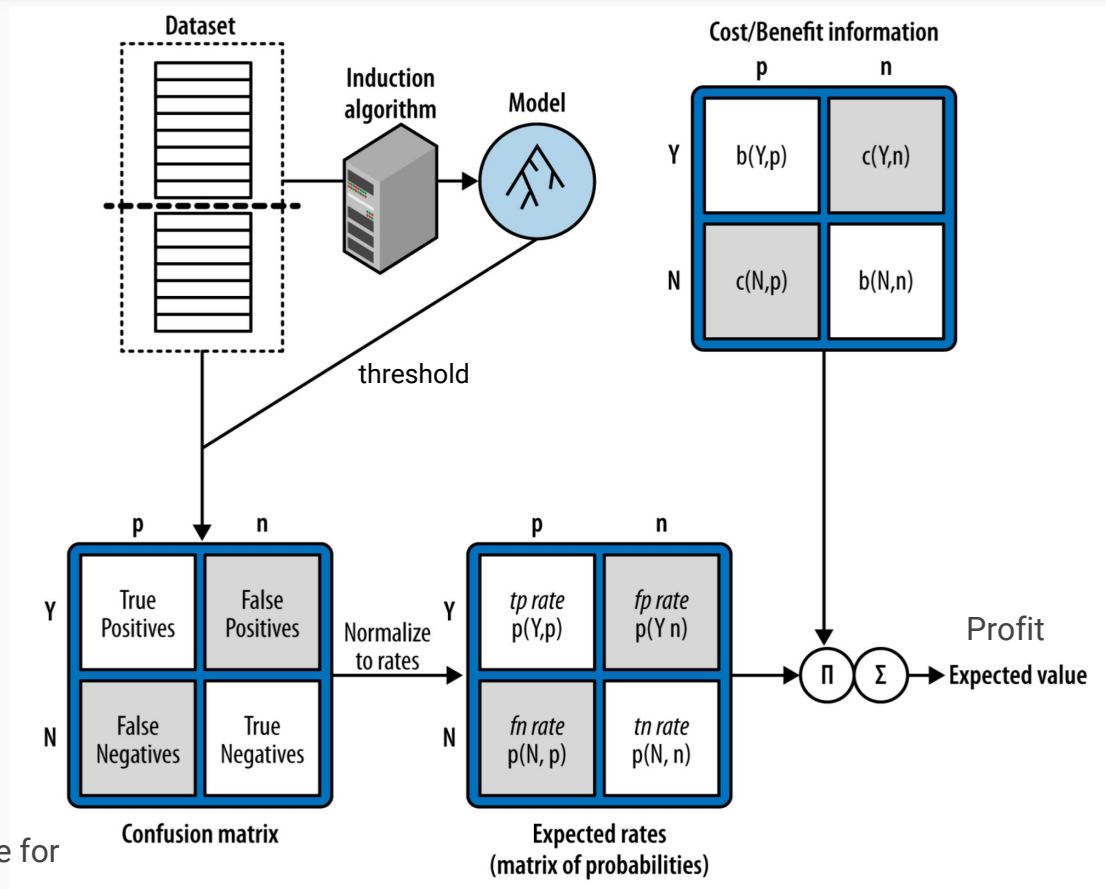 Dataset
Induction
algorithm
Model
threshold
Cost/Benefit information
p n
Y b(Y,p) c(Y,n)
N c(N,p) b(N,n)
p n
Y True
Positives False
Positives
N False
Negatives True
Negatives
Confusion matrix
Normalize
to rates
p n
Y tp rate
p(Y,p) fp rate
p(Y n)
N fn rate
p(N, p) tn rate
p(N, n)
Expected rates
(matrix of probabilities)
Π Σ
Profit
Expected value
e for